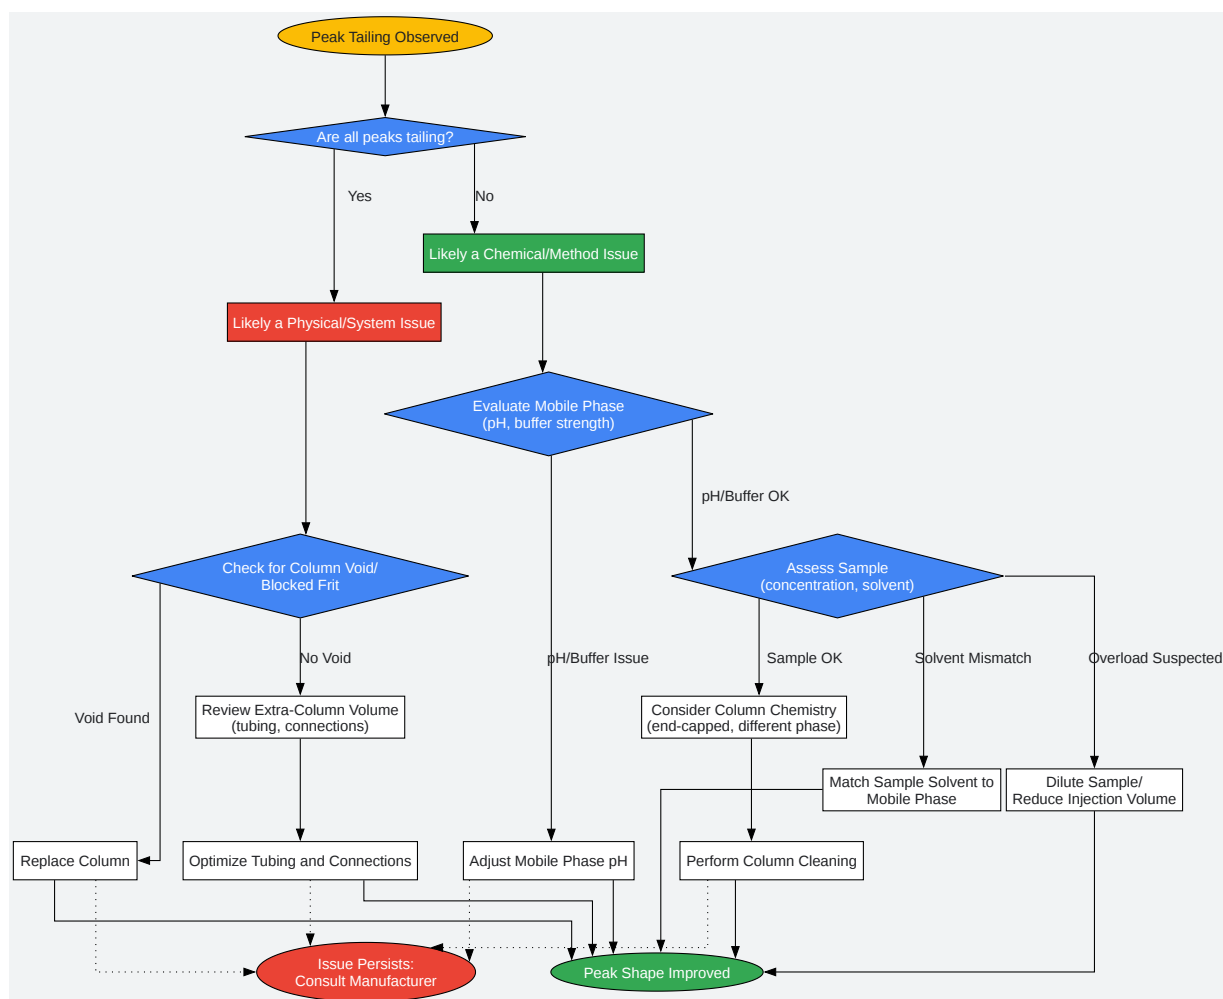 Peak Tailing Observed
Are all peaks tailing?
Yes
No
Likely a Chemical/Method Issue
Likely a Physical/System Issue
Evaluate Mobile Phase
(pH, buffer strength)
pH/Buffer OK
Check for Column Void/
Blocked Frit
Assess Sample
(concentration, solvent)
No Void
pH/Buffer Issue
Sample OK
Solvent Mismatch
Overload Suspected
Void Found
Review Extra-Column Volume
(tubing, connections)
Consider Column Chemistry
(end-capped, different phase)
Match Sample Solvent to
Mobile Phase
Dilute Sample/
Reduce Injection Volume
Replace Column
Optimize Tubing and Connections
Adjust Mobile Phase pH
Perform Column Cleaning
Issue Persists:
Consult Manufacturer
Peak Shape Improved